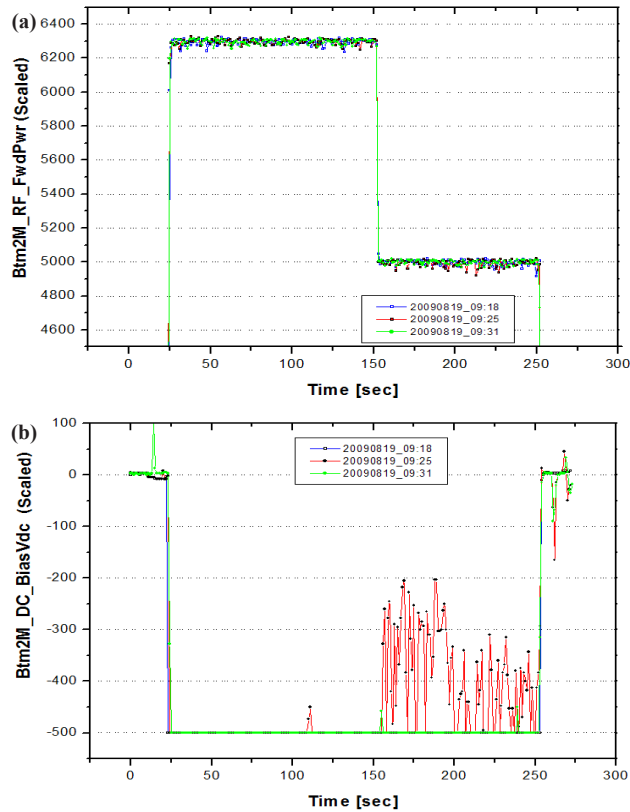 (a)
Btm2M_RF_FwdPwr (Scaled)
6400
6200
6000
5800
5600
5400
5200
5000
4800
4600
20090819_09:18
20090819_09:25
20090819_09:31
0 50 100 150 200 250 300
Time [sec]
(b)
Btm2M_DC_BiasVdc (Scaled)
100
0
-100
-200
-300
-400
-500
20090819_09:18
20090819_09:25
20090819_09:31
0 50 100 150 200 250 300
Time [sec]